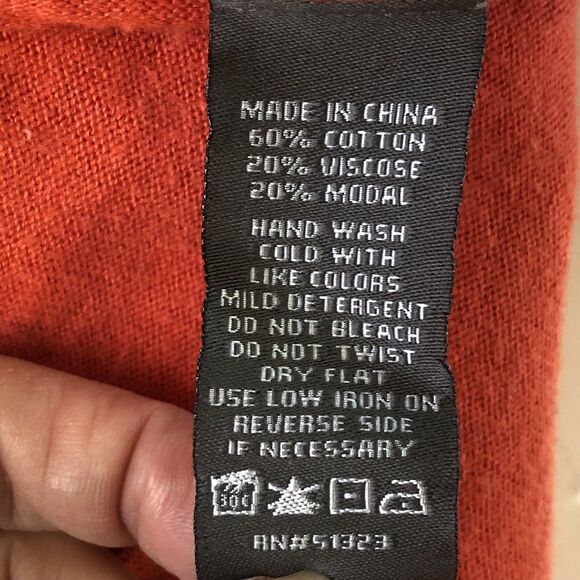 MADE IN CHINA
60% COTTON
20% VISCOSE
20% MODAL
HAND WASH
COLD WITH
LIKE COLORS
MILD DETERGENT
DO NOT BLEACH
DO NOT TWIST
DRY FLAT
USE LOW IRON ON
REVERSE SIDE
IF NECESSARY
30C
RN#51323